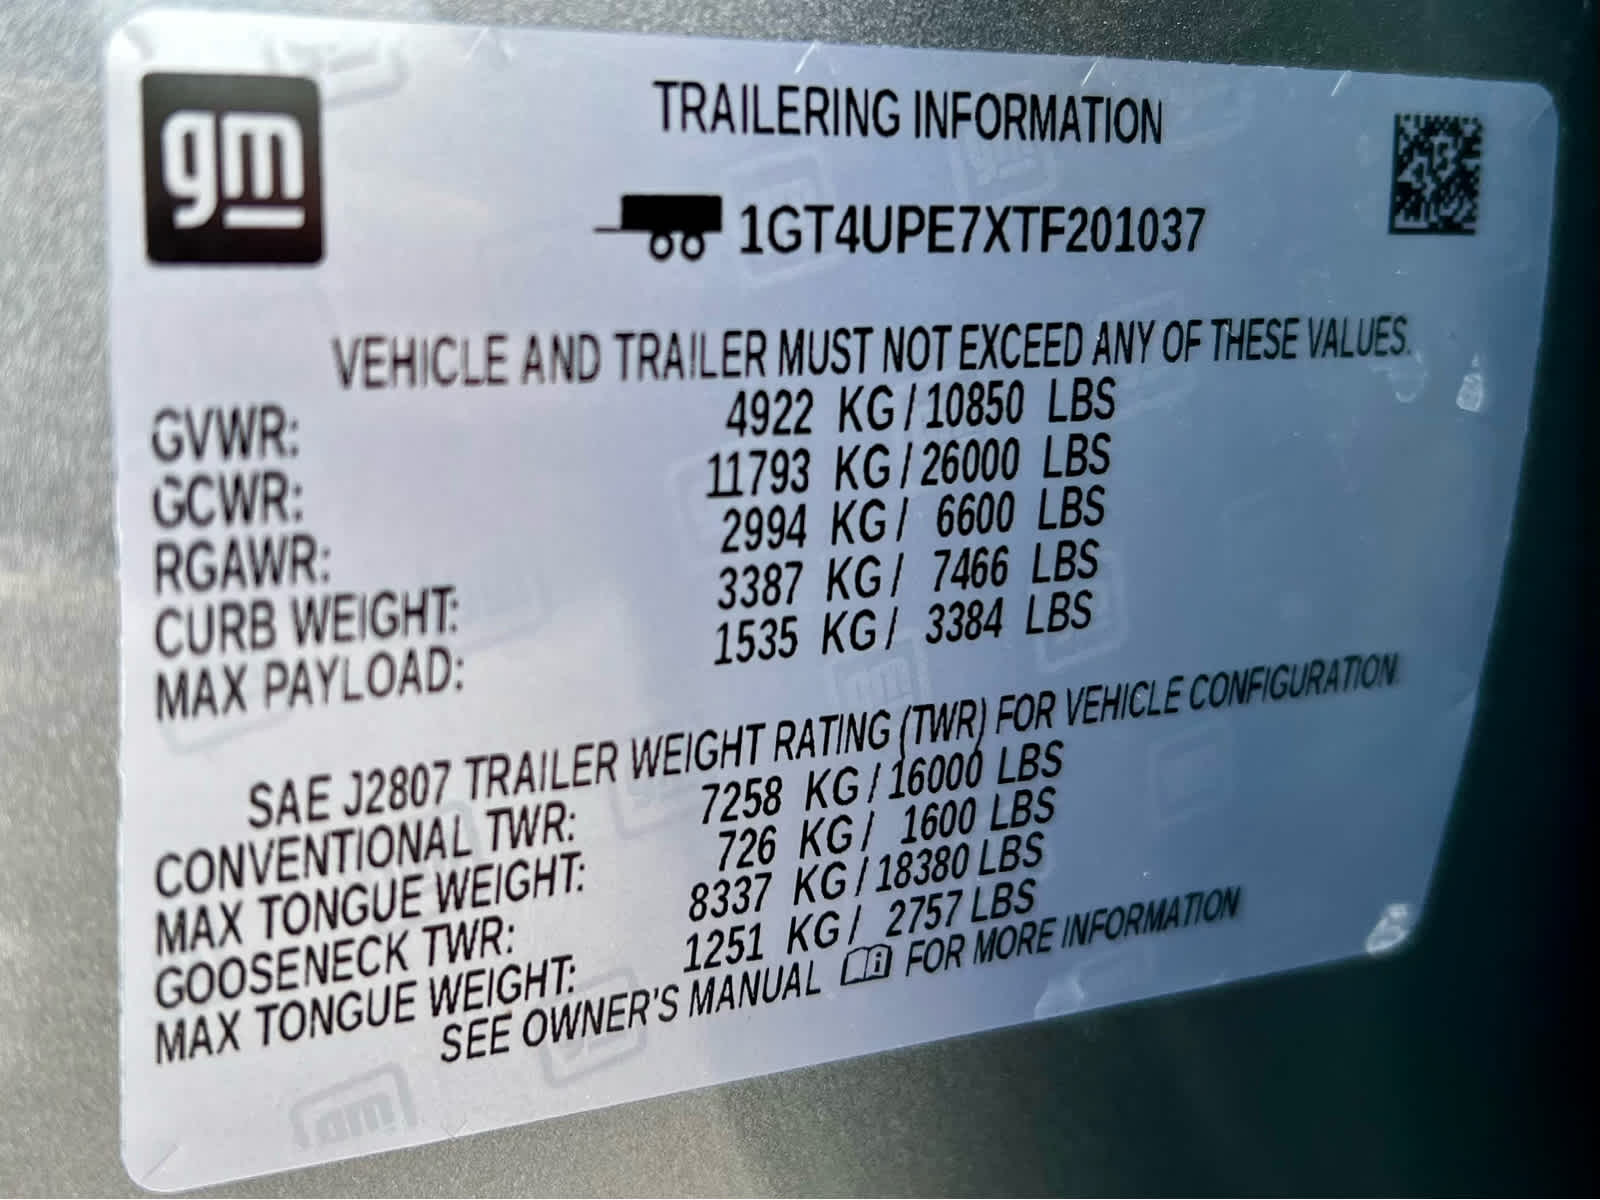 gm
TRAILERING INFORMATION
1GT4UPE7XTF201037
VEHICLE AND TRAILER MUST NOT EXCEED ANY OF THESE VALUES.
GVWR: 4922 KG/10850 LBS
GCWR: 11793 KG/26000 LBS
RGAWR: 2994 KG/ 6600 LBS
CURB WEIGHT: 3387 KG/ 7466 LBS
MAX PAYLOAD: 1535 KG/ 3384 LBS
SAE J2807 TRAILER WEIGHT RATING (TWR) FOR VEHICLE CONFIGURATION.
CONVENTIONAL TWR: 7258 KG/16000 LBS
MAX TONGUE WEIGHT: 726 KG/ 1600 LBS
GOOSENECK TWR: 8337 KG/18380 LBS
MAX TONGUE WEIGHT: 1251 KG/ 2757 LBS
SEE OWNER'S MANUAL FOR MORE INFORMATION